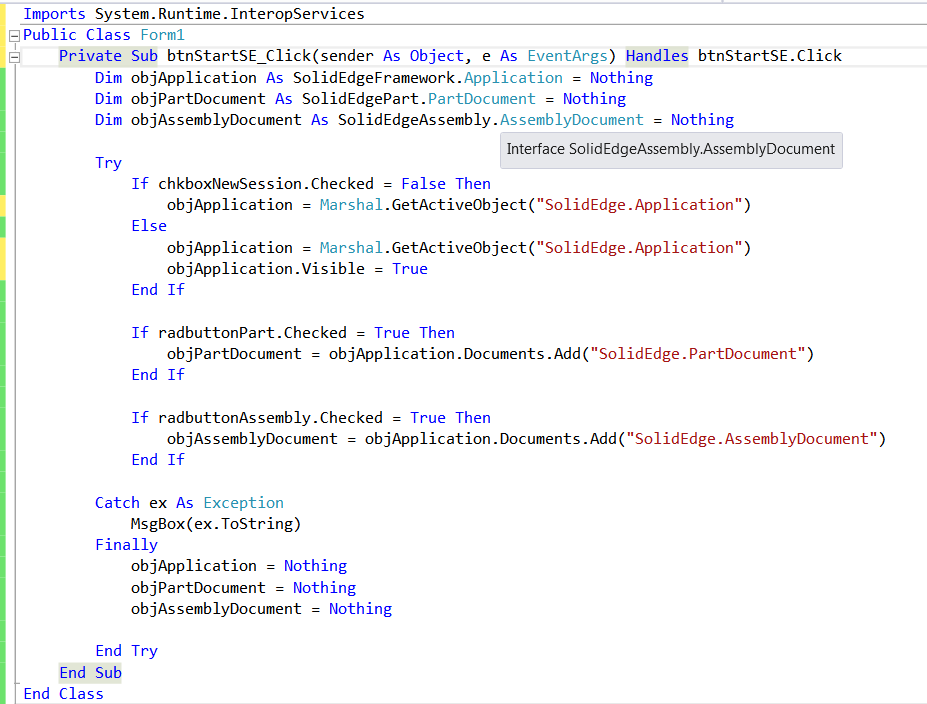 Imports System.Runtime.InteropServices
Public Class Form1
    Private Sub btnStartSE_Click(sender As Object, e As EventArgs) Handles btnStartSE.Click
        Dim objApplication As SolidEdgeFramework.Application = Nothing
        Dim objPartDocument As SolidEdgePart.PartDocument = Nothing
        Dim objAssemblyDocument As SolidEdgeAssembly.AssemblyDocument = Nothing
Interface SolidEdgeAssembly.AssemblyDocument
        Try
            If chkboxNewSession.Checked = False Then
                objApplication = Marshal.GetActiveObject("SolidEdge.Application")
            Else
                objApplication = Marshal.GetActiveObject("SolidEdge.Application")
                objApplication.Visible = True
            End If
            If radbuttonPart.Checked = True Then
                objPartDocument = objApplication.Documents.Add("SolidEdge.PartDocument")
            End If
            If radbuttonAssembly.Checked = True Then
                objAssemblyDocument = objApplication.Documents.Add("SolidEdge.AssemblyDocument")
            End If
        Catch ex As Exception
            MsgBox(ex.ToString)
        Finally
            objApplication = Nothing
            objPartDocument = Nothing
            objAssemblyDocument = Nothing
        End Try
    End Sub
End Class